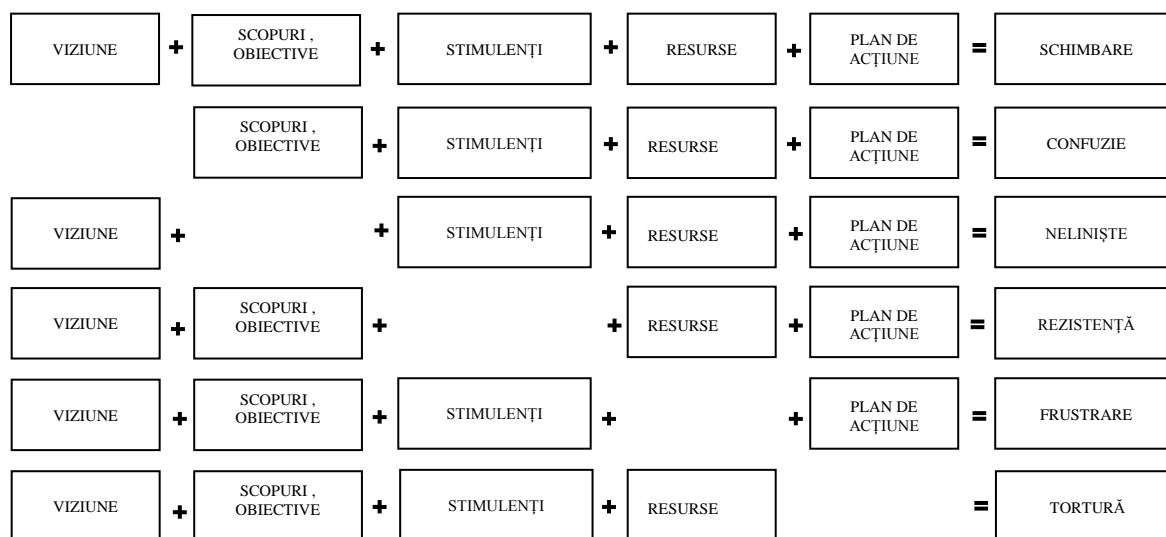 VIZIUNE + SCOPURI , OBIECTIVE + STIMULENȚI + RESURSE + PLAN DE ACȚIUNE = SCHIMBARE
SCOPURI , OBIECTIVE + STIMULENȚI + RESURSE + PLAN DE ACȚIUNE = CONFUZIE
VIZIUNE + + STIMULENȚI + RESURSE + PLAN DE ACȚIUNE = NELINIȘTE
VIZIUNE + SCOPURI , OBIECTIVE + + RESURSE + PLAN DE ACȚIUNE = REZISTENȚĂ
VIZIUNE + SCOPURI , OBIECTIVE + STIMULENȚI + + PLAN DE ACȚIUNE = FRUSTRARE
VIZIUNE + SCOPURI , OBIECTIVE + STIMULENȚI + RESURSE = TORTURĂ